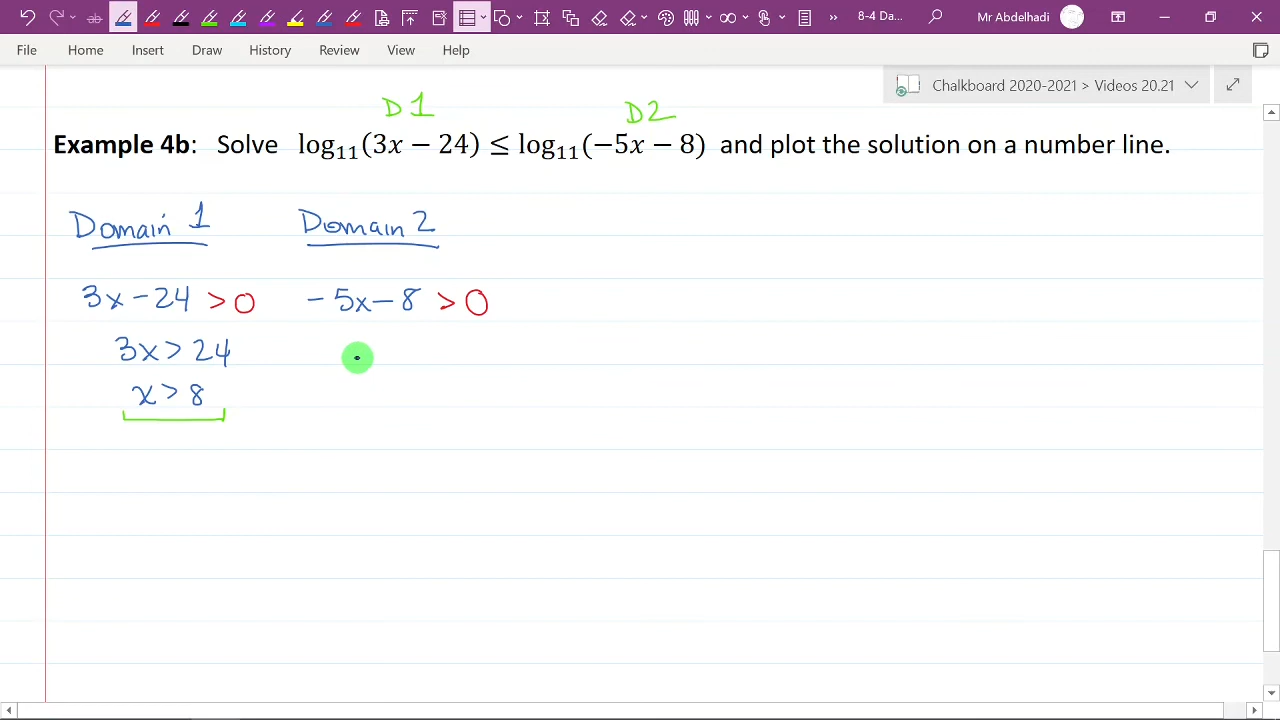 8-4 Da...
Mr Abdelhadi
File Home Insert Draw History Review View Help
Chalkboard 2020-2021 > Videos 20.21
D1 D2
Example 4b: Solve log₁₁(3x − 24) ≤ log₁₁(−5x − 8) and plot the solution on a number line.
Domain 1 Domain 2
3x - 24 > 0 - 5x - 8 > 0
3x > 24
x > 8